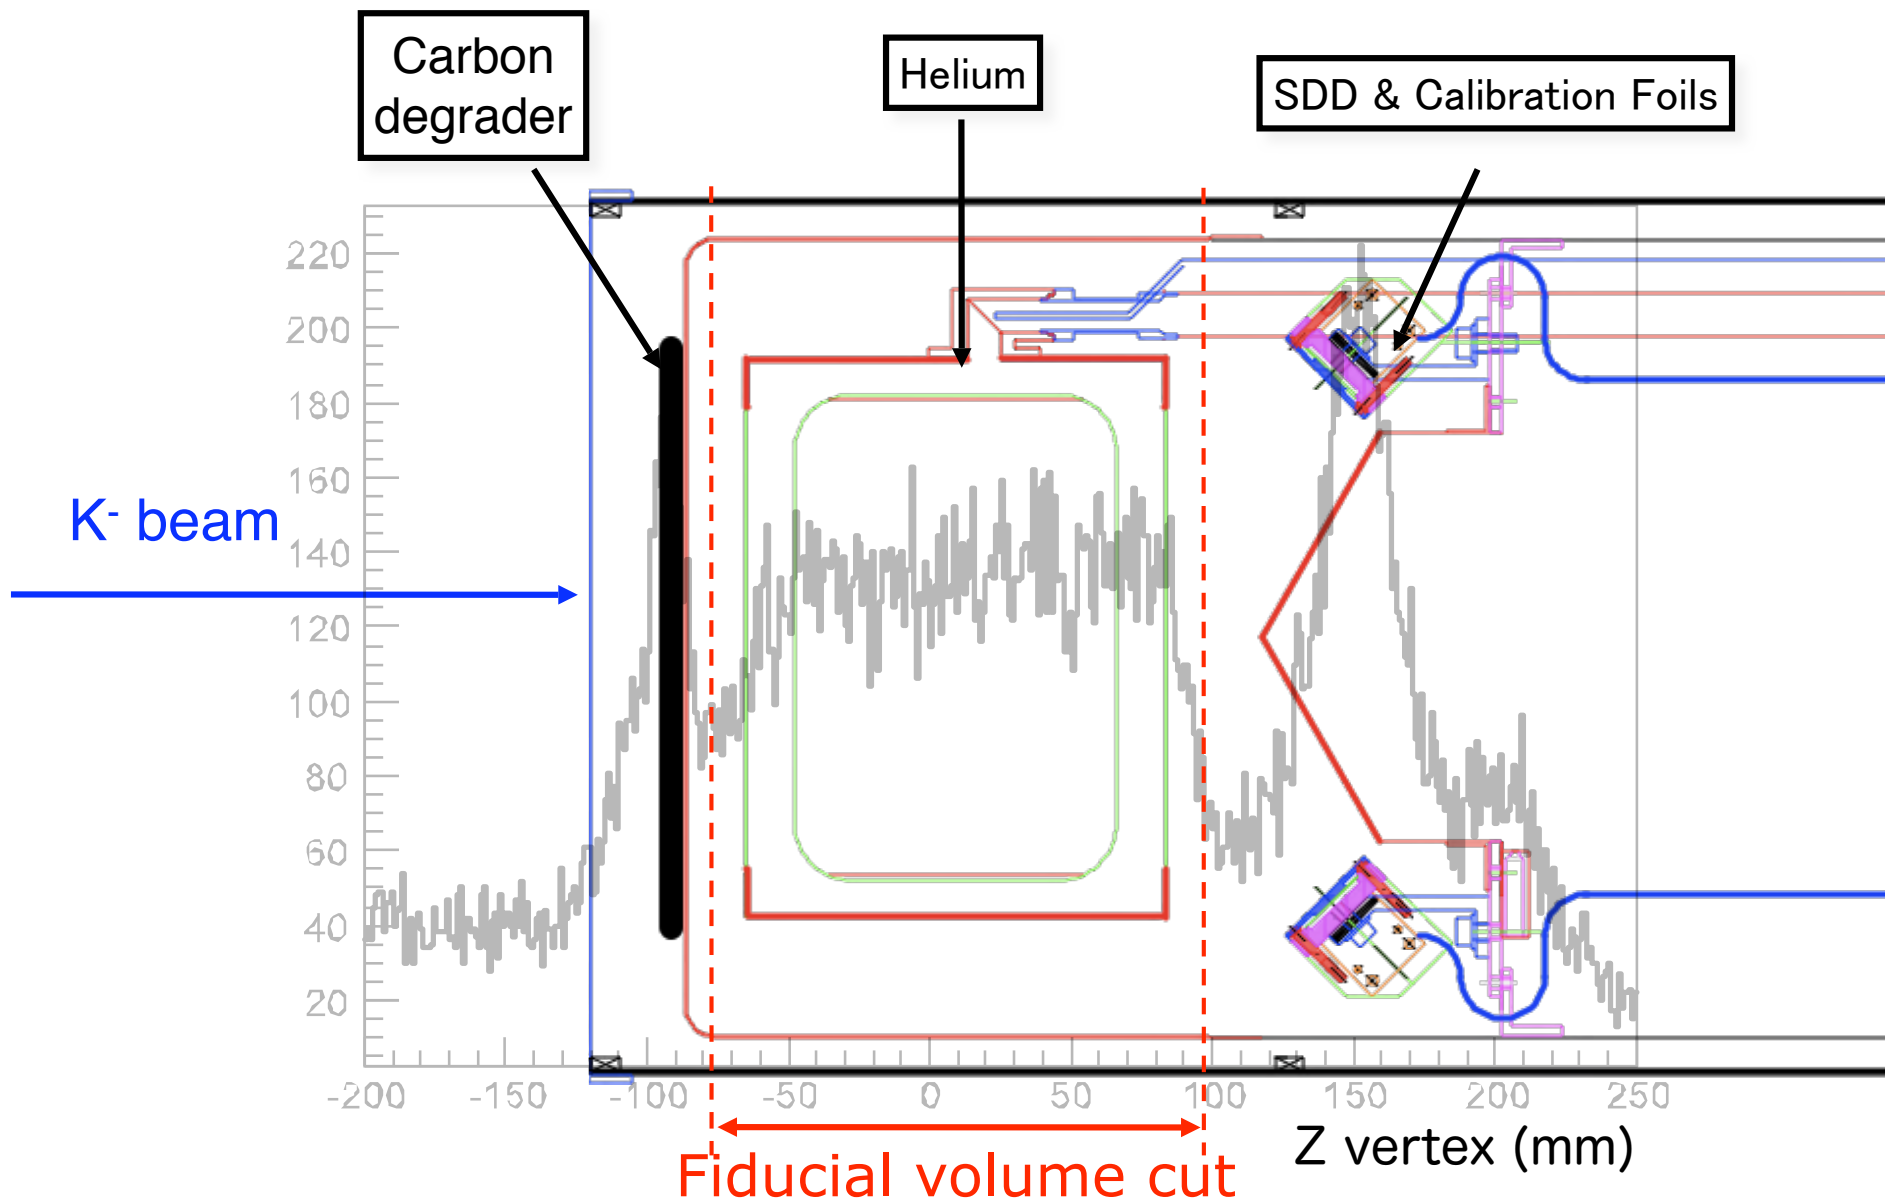 Carbon
degrader
Helium
SDD & Calibration Foils
220
200
180
160
K⁻ beam
140
120
100
80
60
40
20
-200 -150 -100 -50 0 50 100 150 200 250
Z vertex (mm)
Fiducial volume cut